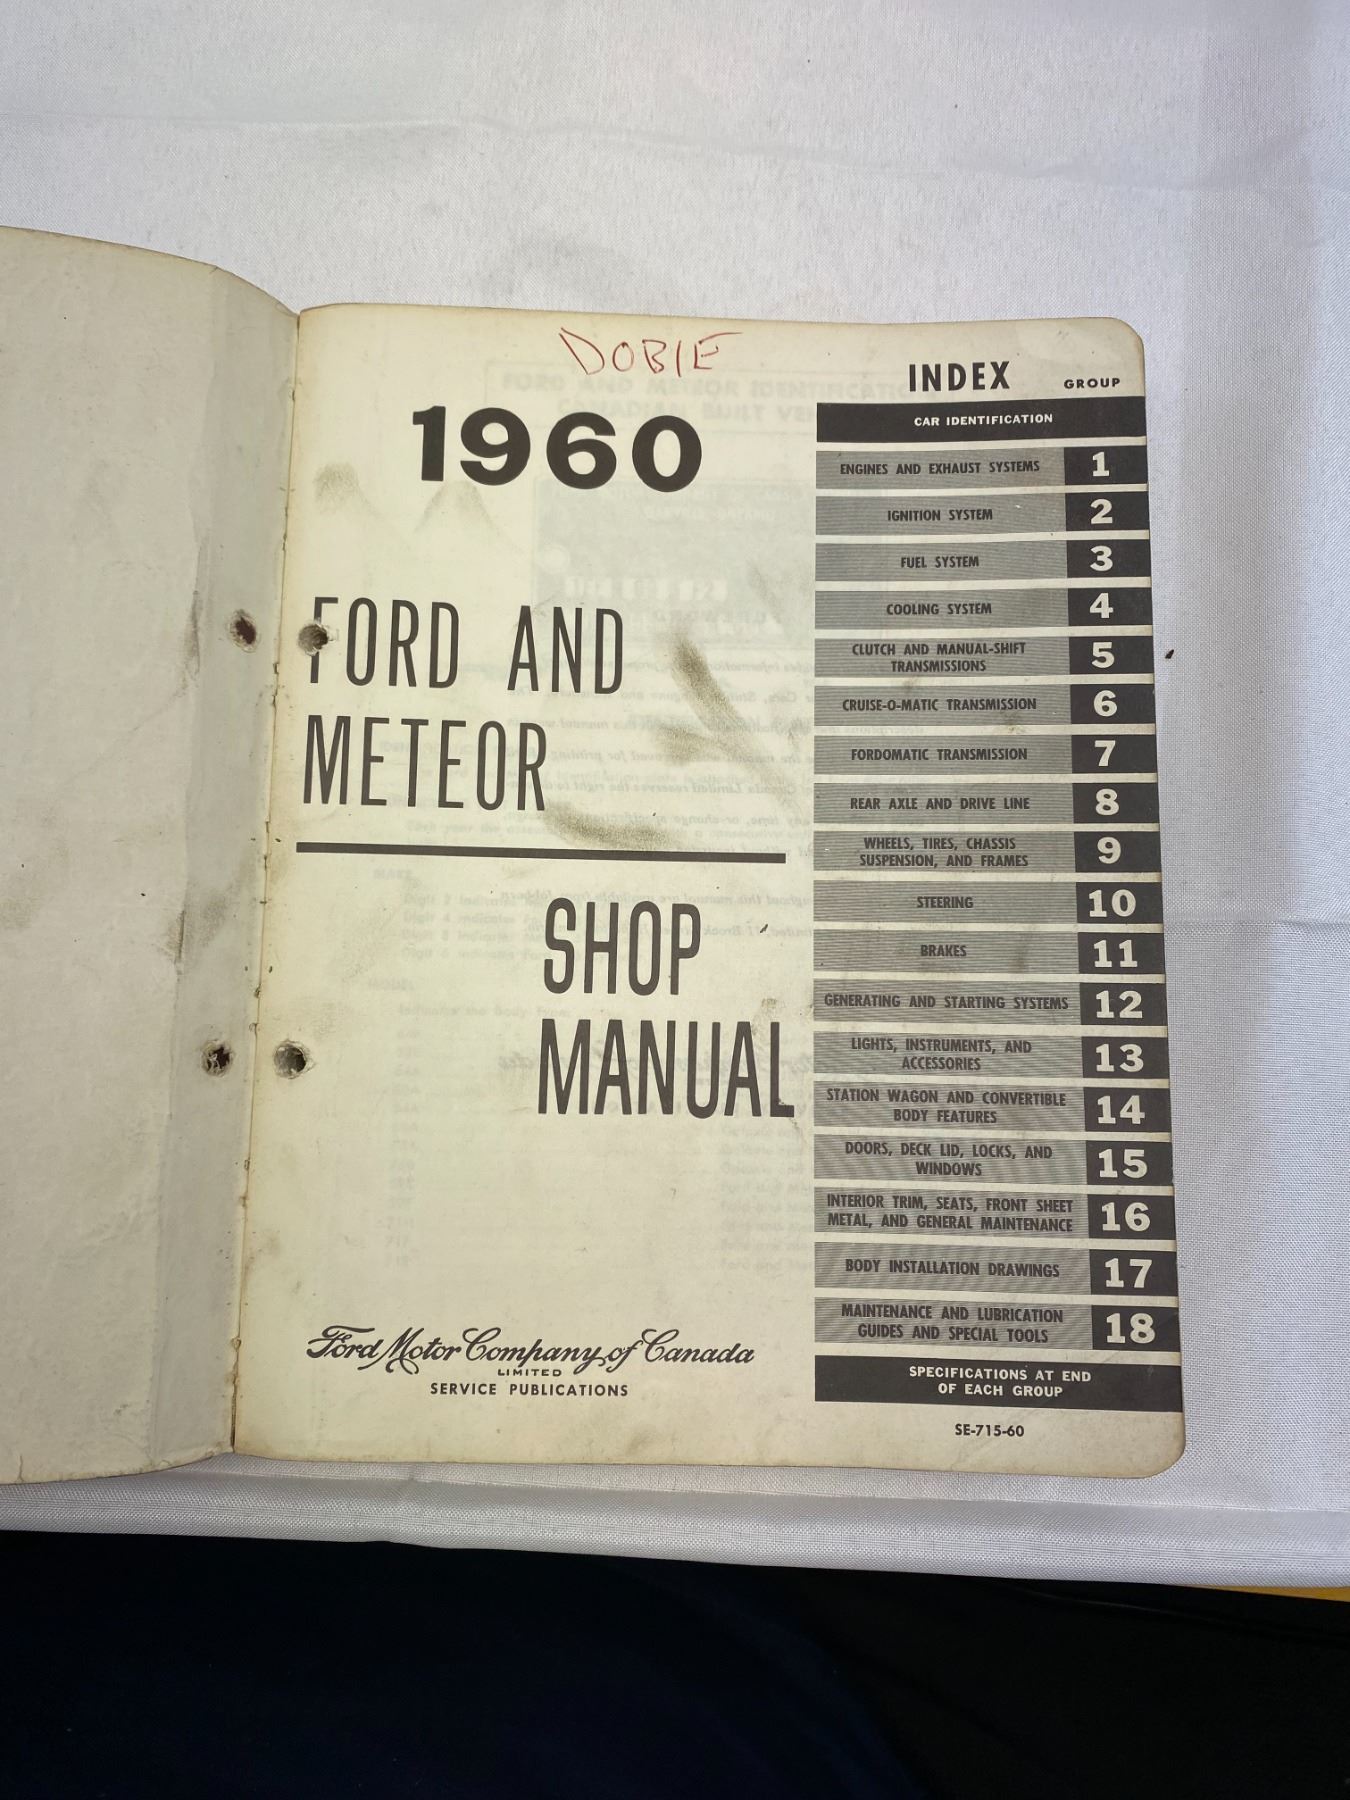 DOBIE
1960
FORD AND
METEOR
SHOP
MANUAL
Ford Motor Company of Canada
LIMITED
SERVICE PUBLICATIONS
INDEX GROUP
CAR IDENTIFICATION
ENGINES AND EXHAUST SYSTEMS 1
IGNITION SYSTEM 2
FUEL SYSTEM 3
COOLING SYSTEM 4
CLUTCH AND MANUAL-SHIFT
TRANSMISSIONS 5
CRUISE-O-MATIC TRANSMISSION 6
FORDOMATIC TRANSMISSION 7
REAR AXLE AND DRIVE LINE 8
WHEELS, TIRES, CHASSIS
SUSPENSION, AND FRAMES 9
STEERING 10
BRAKES 11
GENERATING AND STARTING SYSTEMS 12
LIGHTS, INSTRUMENTS, AND
ACCESSORIES 13
STATION WAGON AND CONVERTIBLE
BODY FEATURES 14
DOORS, DECK LID, LOCKS, AND
WINDOWS 15
INTERIOR TRIM, SEATS, FRONT SHEET
METAL, AND GENERAL MAINTENANCE 16
BODY INSTALLATION DRAWINGS 17
MAINTENANCE AND LUBRICATION
GUIDES AND SPECIAL TOOLS 18
SPECIFICATIONS AT END
OF EACH GROUP
SE-715-60